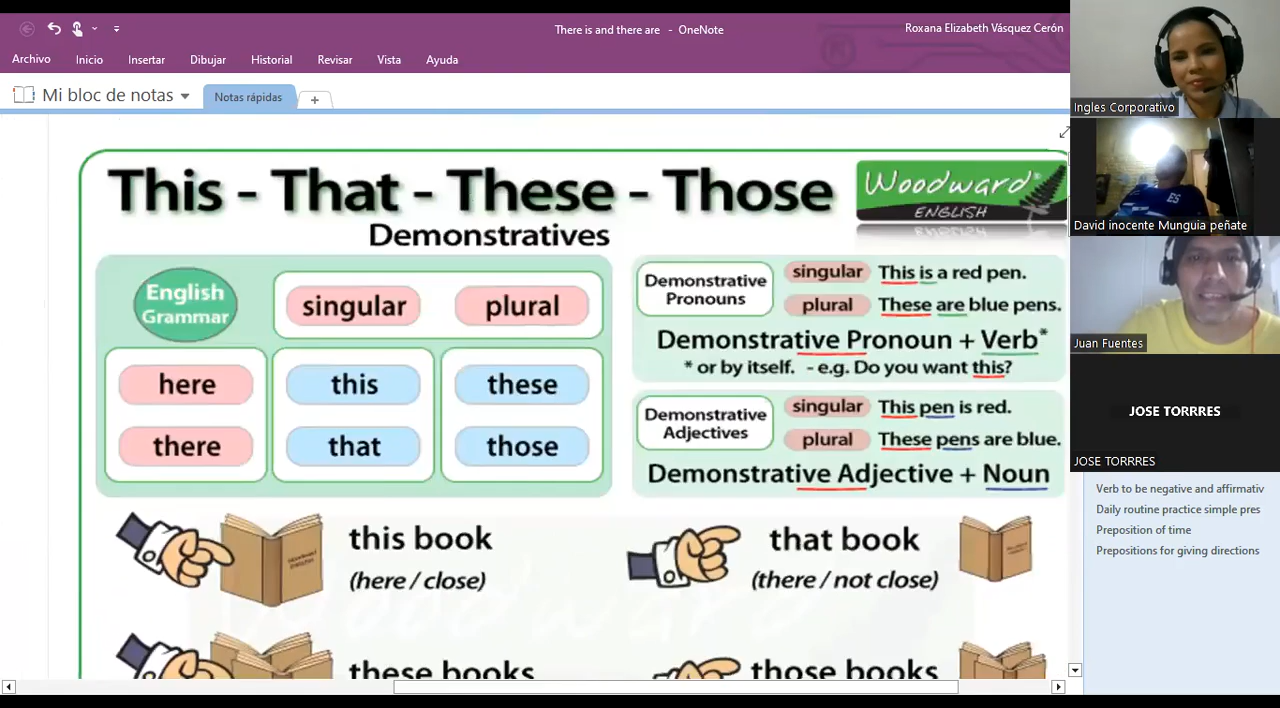 There is and there are - OneNote
Roxana Elizabeth Vásquez Cerón
Archivo Inicio Insertar Dibujar Historial Revisar Vista Ayuda
Mi bloc de notas Notas rápidas
This - That - These - Those
Demonstratives
Woodward
ENGLISH
English
Grammar
singular plural
here this these
there that those
Demonstrative
Pronouns
singular This is a red pen.
plural These are blue pens.
Demonstrative Pronoun + Verb*
* or by itself. - e.g. Do you want this?
Demonstrative
Adjectives
singular This pen is red.
plural These pens are blue.
Demonstrative Adjective + Noun
this book
(here / close)
that book
(there / not close)
these books
those books
Ingles Corporativo
ES
David inocente Munguia peñate
Juan Fuentes
JOSE TORRRES
JOSE TORRRES
Verb to be negative and affirmativ
Daily routine practice simple pres
Preposition of time
Prepositions for giving directions